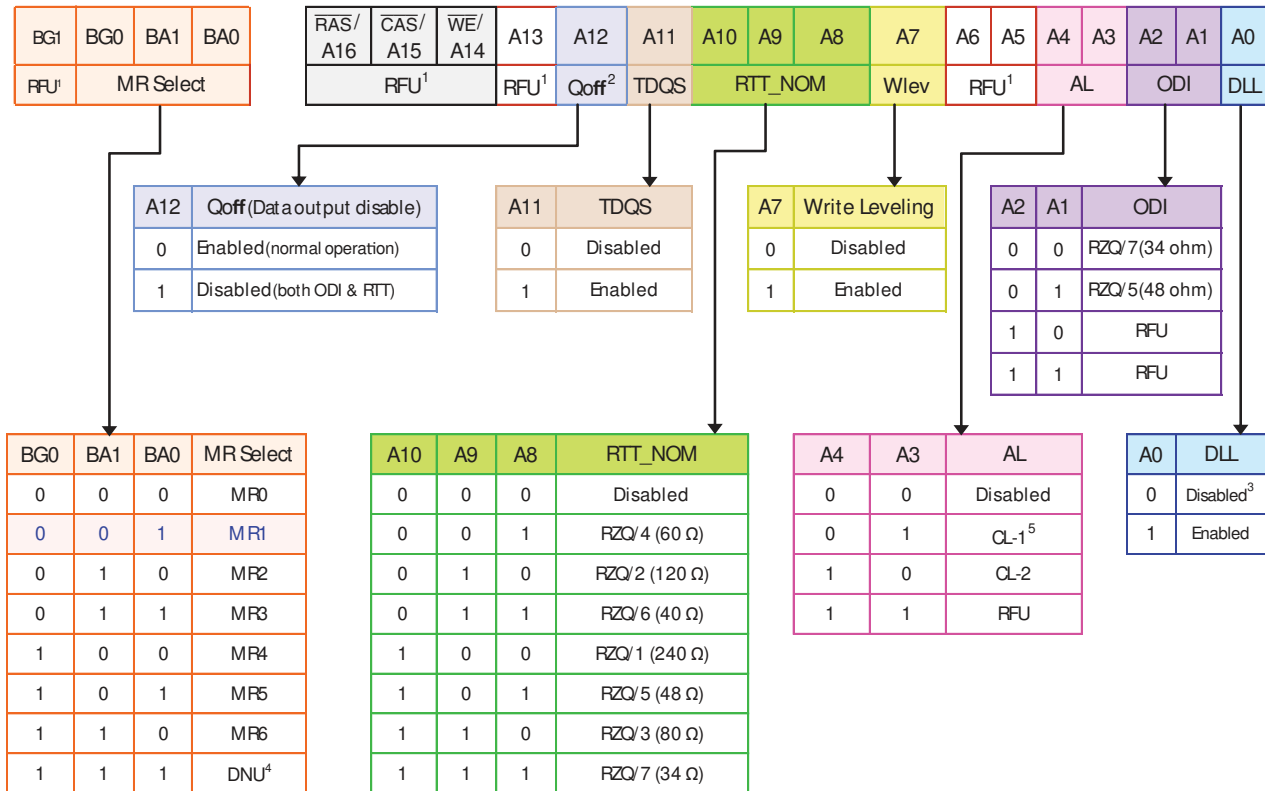 BG1 BG0 BA1 BA0 RAS/ A16 CAS/ A15 WE/ A14 A13 A12 A11 A10 A9 A8 A7 A6 A5 A4 A3 A2 A1 A0
RFU¹ MR Select RFU¹ RFU¹ Qoff² TDQS RTT_NOM Wlev RFU¹ AL ODI DLL
A12 Qoff (Data output disable)
0 Enabled (normal operation)
1 Disabled (both ODI & RTT)
A11 TDQS
0 Disabled
1 Enabled
A7 Write Leveling
0 Disabled
1 Enabled
A2 A1 ODI
0 0 RZQ/7(34 ohm)
0 1 RZQ/5(48 ohm)
1 0 RFU
1 1 RFU
BG0 BA1 BA0 MR Select
0 0 0 MR0
0 0 1 MR1
0 1 0 MR2
0 1 1 MR3
1 0 0 MR4
1 0 1 MR5
1 1 0 MR6
1 1 1 DNU⁴
A10 A9 A8 RTT_NOM
0 0 0 Disabled
0 0 1 RZQ/4 (60 Ω)
0 1 0 RZQ/2 (120 Ω)
0 1 1 RZQ/6 (40 Ω)
1 0 0 RZQ/1 (240 Ω)
1 0 1 RZQ/5 (48 Ω)
1 1 0 RZQ/3 (80 Ω)
1 1 1 RZQ/7 (34 Ω)
A4 A3 AL
0 0 Disabled
0 1 CL-1⁵
1 0 CL-2
1 1 RFU
A0 DLL
0 Disabled³
1 Enabled